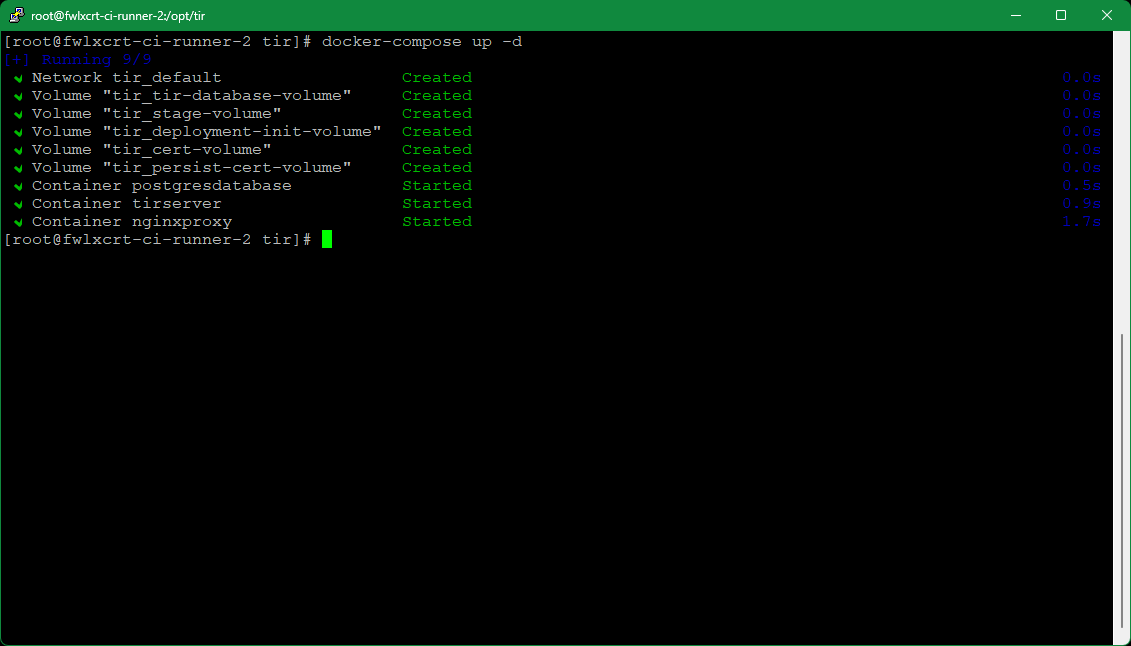 root@fwlxcrt-ci-runner-2:/opt/tir
[root@fwlxcrt-ci-runner-2 tir]# docker-compose up -d
[+] Running 9/9
✔ Network tir_default Created 0.0s
✔ Volume "tir_tir-database-volume" Created 0.0s
✔ Volume "tir_stage-volume" Created 0.0s
✔ Volume "tir_deployment-init-volume" Created 0.0s
✔ Volume "tir_cert-volume" Created 0.0s
✔ Volume "tir_persist-cert-volume" Created 0.0s
✔ Container postgresdatabase Started 0.5s
✔ Container tirserver Started 0.9s
✔ Container nginxproxy Started 1.7s
[root@fwlxcrt-ci-runner-2 tir]#